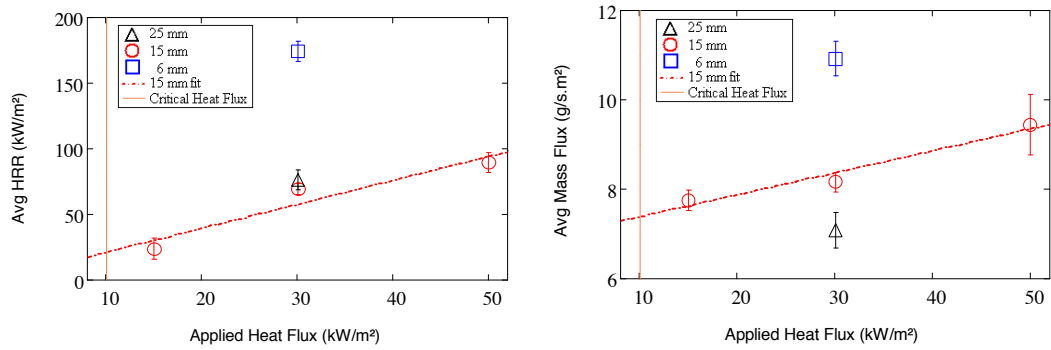 200
150
100
50
0
Avg HRR (kW/m²)
25 mm
15 mm
6 mm
15 mm fit
Critical Heat Flux
10 20 30 40 50
Applied Heat Flux (kW/m²)
12
10
8
6
Avg Mass Flux (g/s.m²)
25 mm
15 mm
6 mm
15 mm fit
Critical Heat Flux
10 20 30 40 50
Applied Heat Flux (kW/m²)